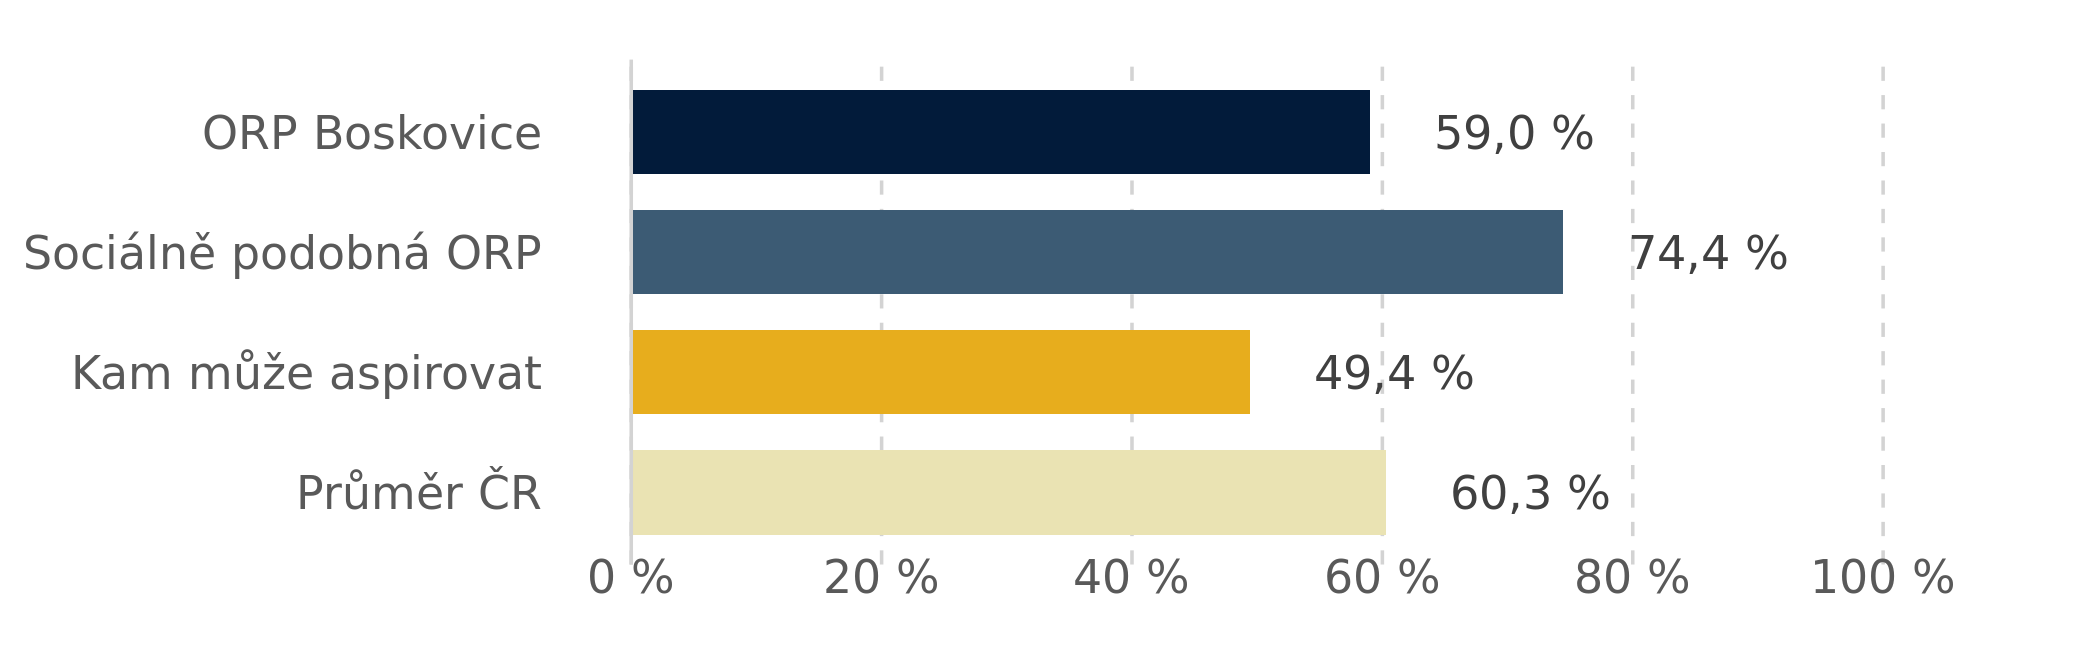 ORP Boskovice 59,0 %
Sociálně podobná ORP 74,4 %
Kam může aspirovat 49,4 %
Průměr ČR 60,3 %
0 % 20 % 40 % 60 % 80 % 100 %